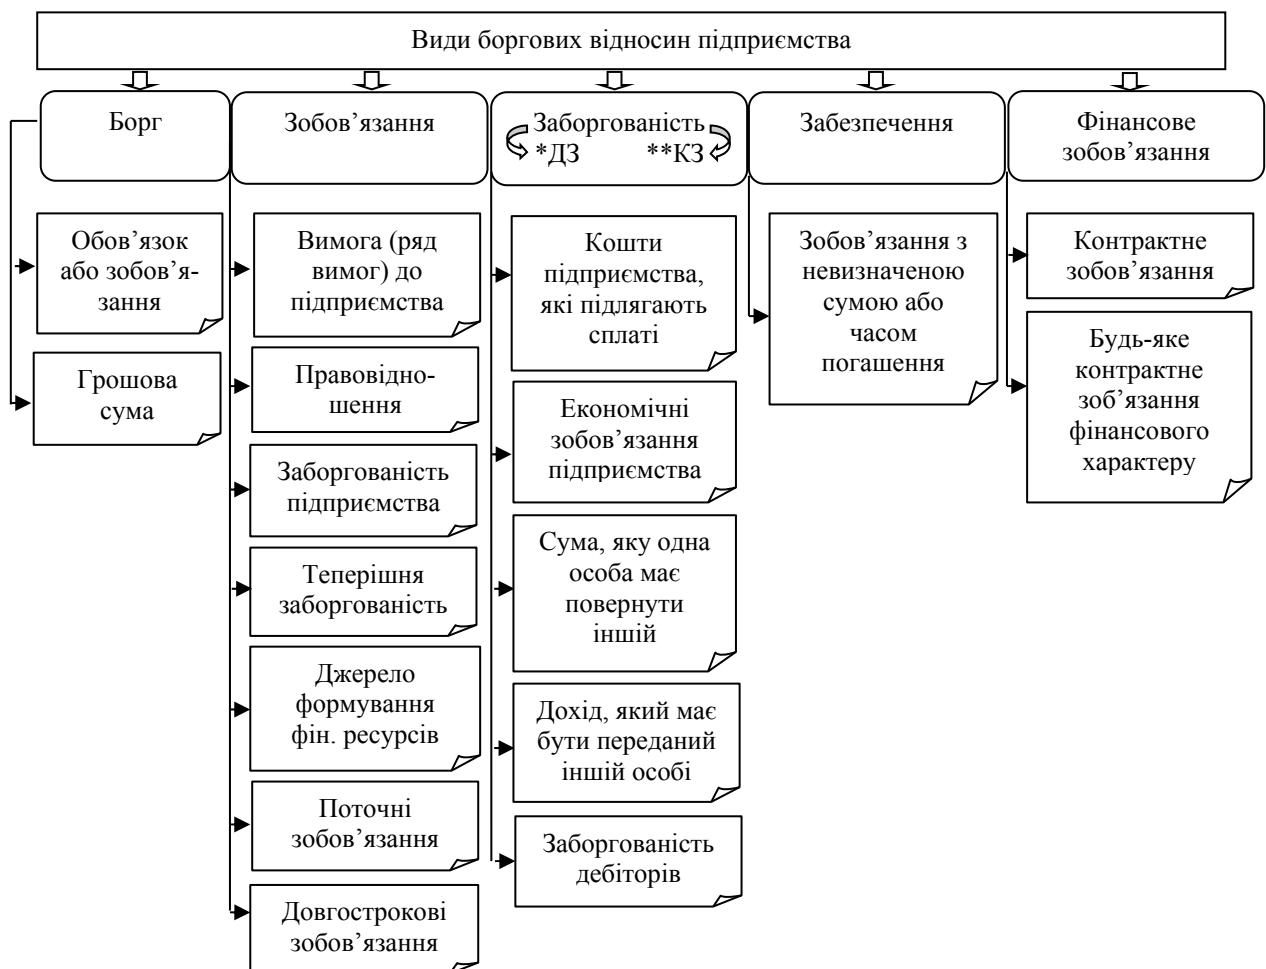 Види боргових відносин підприємства
Борг
Зобов’язання
Заборгованість
*ДЗ **КЗ
Забезпечення
Фінансове
зобов’язання
Обов’язок
або зобов’я-
зання
Грошова
сума
Вимога (ряд
вимог) до
підприємства
Правовідно-
шення
Заборгованість
підприємства
Теперішня
заборгованість
Джерело
формування
фін. ресурсів
Поточні
зобов’язання
Довгострокові
зобов’язання
Кошти
підприємства,
які підлягають
сплаті
Економічні
зобов’язання
підприємства
Сума, яку одна
особа має
повернути
іншій
Дохід, який має
бути переданий
іншій особі
Заборгованість
дебіторів
Зобов’язання з
невизначеною
сумою або
часом
погашення
Контрактне
зобов’язання
Будь-яке
контрактне
зоб’язання
фінансового
характеру